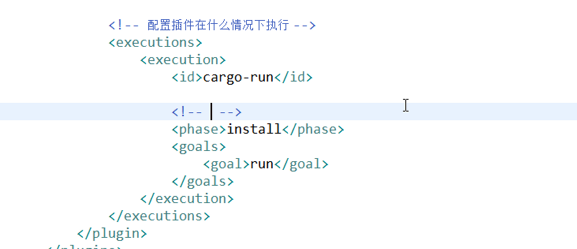 <!-- 配置插件在什么情况下执行 -->
<executions>
<execution>
<id>cargo-run</id>
<!-- -->
<phase>install</phase>
<goals>
<goal>run</goal>
</goals>
</execution>
</executions>
</plugin>
</plugins>